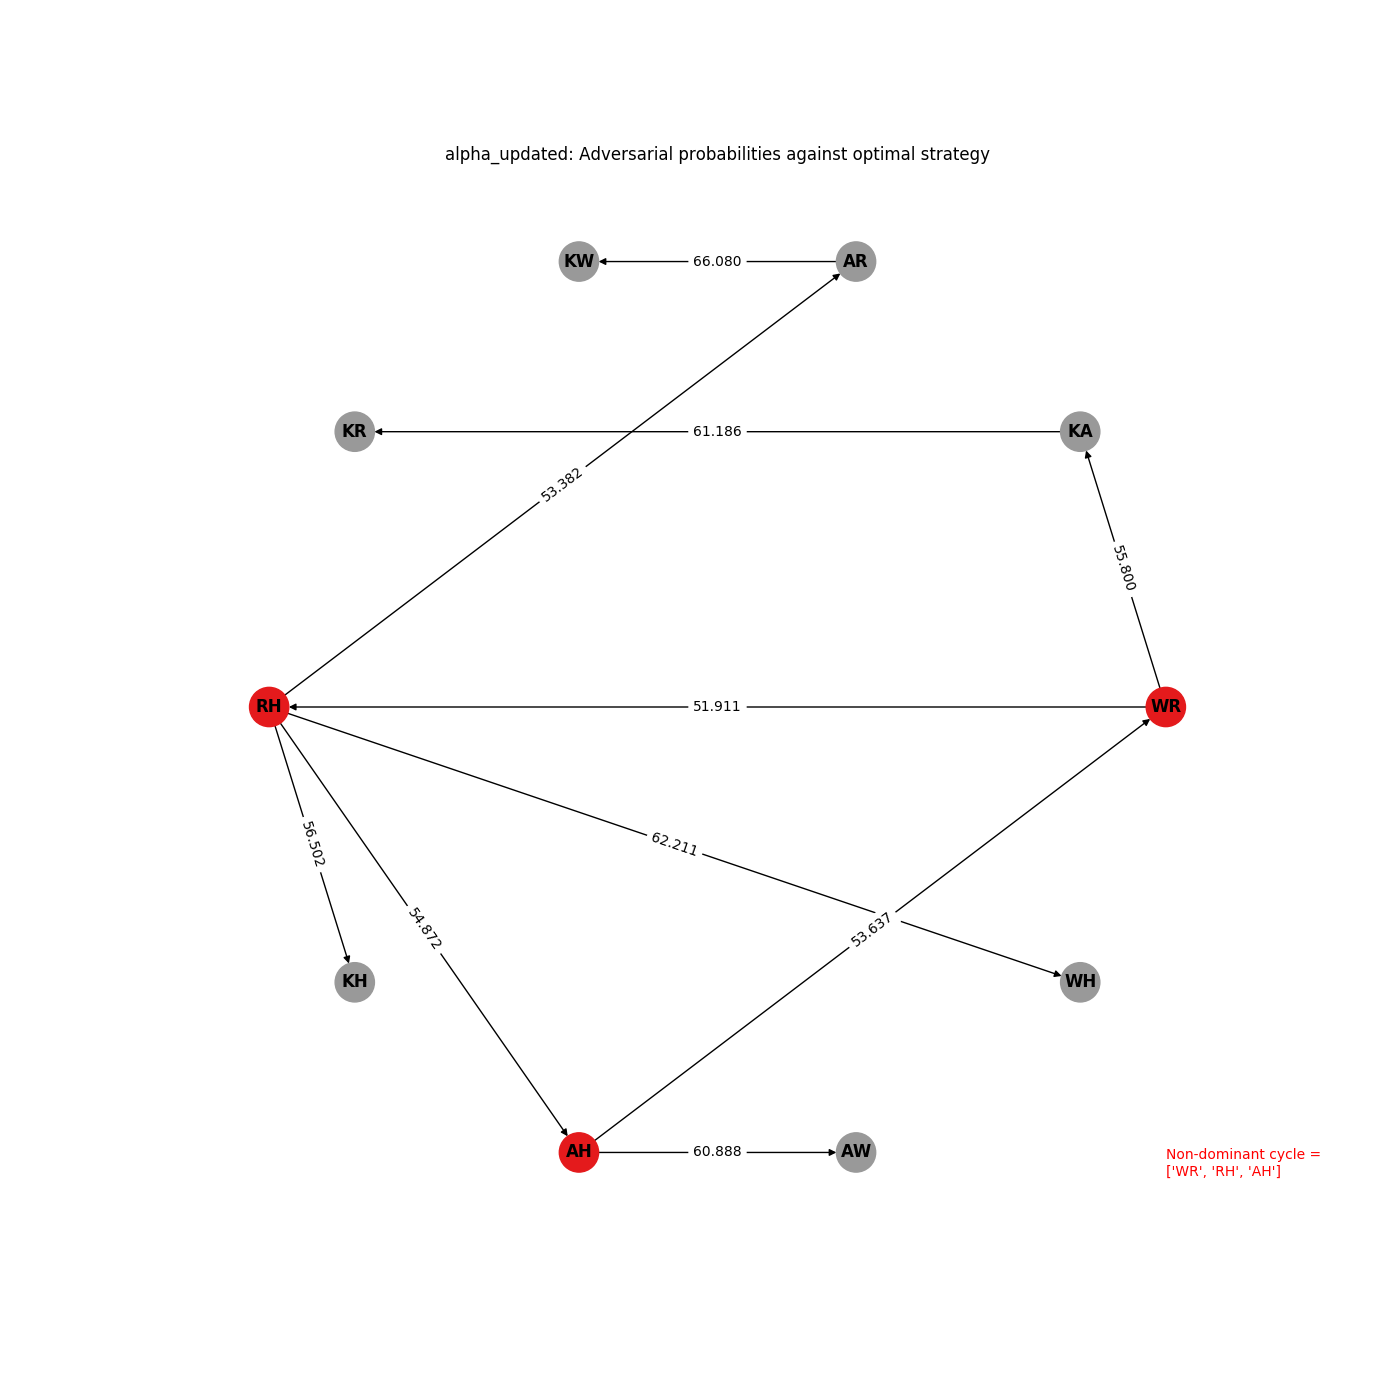 alpha_updated: Adversarial probabilities against optimal strategy
KW
66.080
AR
KR
61.186
KA
53.382
55.800
RH
51.911
WR
56.502
62.211
54.872
53.637
KH
WH
AH
60.888
AW
Non-dominant cycle =
['WR', 'RH', 'AH']